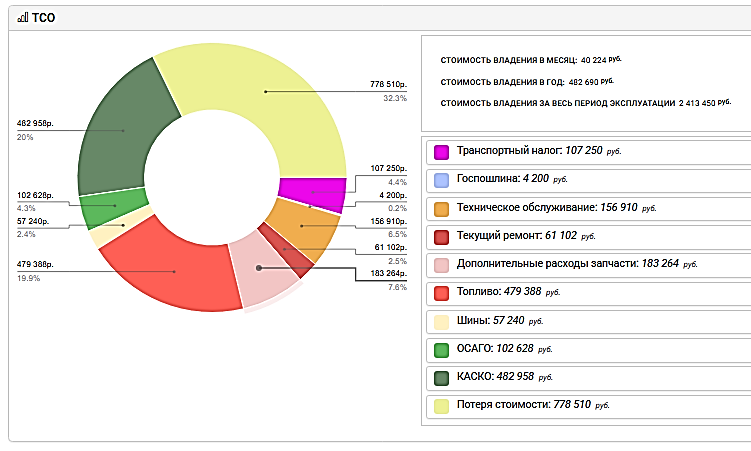 TCO
778 510р.
32.3%
482 958р.
20%
107 250р.
4.4%
102 628р.
4.3%
4 200р.
0.2%
57 240р.
2.4%
156 910р.
6.5%
61 102р.
2.5%
479 388р.
19.9%
183 264р.
7.6%
СТОИМОСТЬ ВЛАДЕНИЯ В МЕСЯЦ: 40 224 руб.
СТОИМОСТЬ ВЛАДЕНИЯ В ГОД: 482 690 руб.
СТОИМОСТЬ ВЛАДЕНИЯ ЗА ВЕСЬ ПЕРИОД ЭКСПЛУАТАЦИИ 2 413 450 руб.
Транспортный налог: 107 250 руб.
Госпошлина: 4 200 руб.
Техническое обслуживание: 156 910 руб.
Текущий ремонт: 61 102 руб.
Дополнительные расходы запчасти: 183 264 руб.
Топливо: 479 388 руб.
Шины: 57 240 руб.
ОСАГО: 102 628 руб.
КАСКО: 482 958 руб.
Потеря стоимости: 778 510 руб.